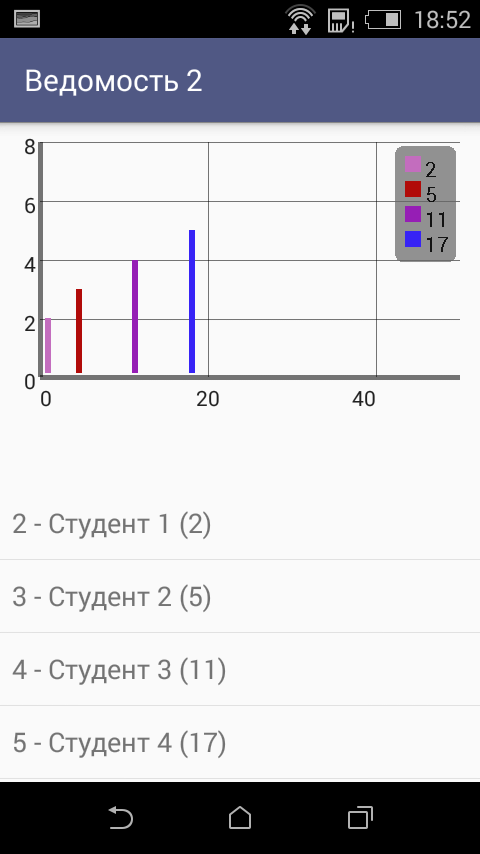 18:52
Ведомость 2
8
6
4
2
0
0 20 40
2
5
11
17
2 - Студент 1 (2)
3 - Студент 2 (5)
4 - Студент 3 (11)
5 - Студент 4 (17)